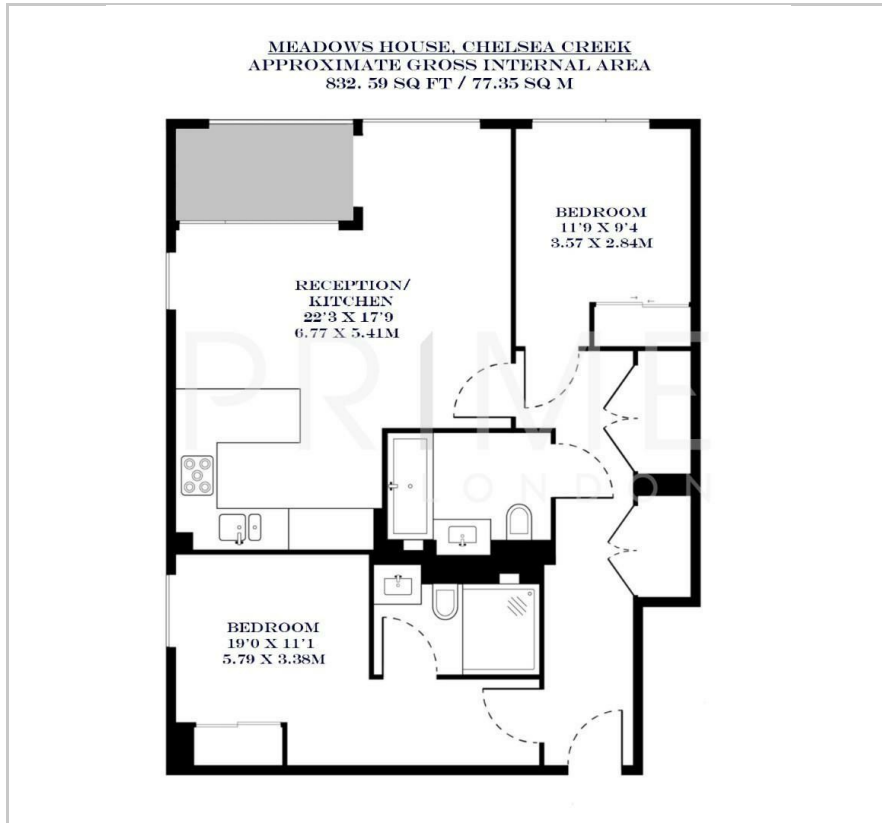 MEADOWS HOUSE, CHELSEA CREEK
APPROXIMATE GROSS INTERNAL AREA
832. 59 SQ FT / 77.35 SQ M
BEDROOM
11'9 X 9'4
3.57 X 2.84M
RECEPTION/
KITCHEN
22'3 X 17'9
6.77 X 5.41M
PRIME
LONDON
BEDROOM
19'0 X 11'1
5.79 X 3.38M